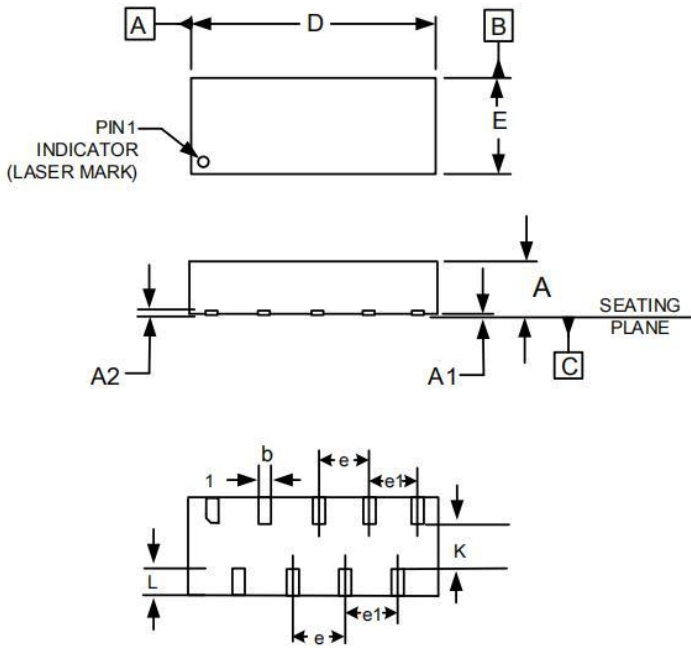 A
D
B
PIN1
INDICATOR
(LASER MARK)
E
A
SEATING
PLANE
A2
A1
C
b
e
1
e1
K
L
e1
e